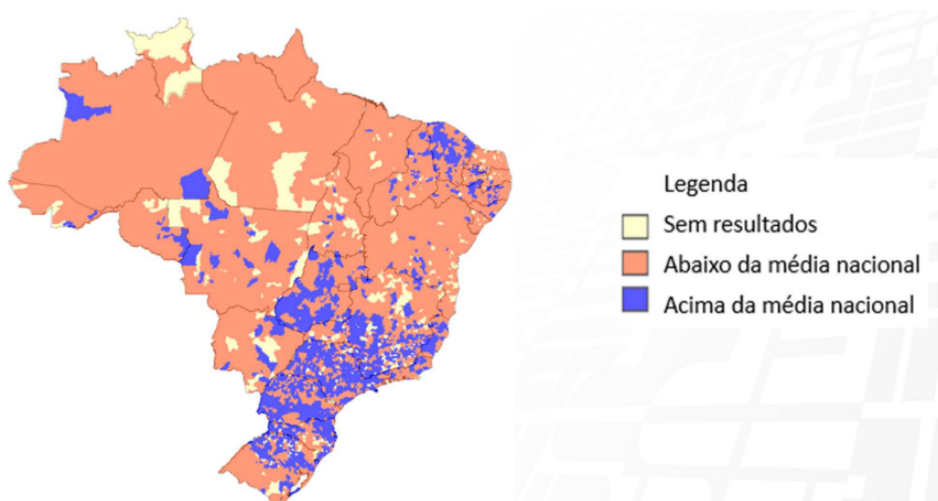 Legenda
Sem resultados
Abaixo da média nacional
Acima da média nacional